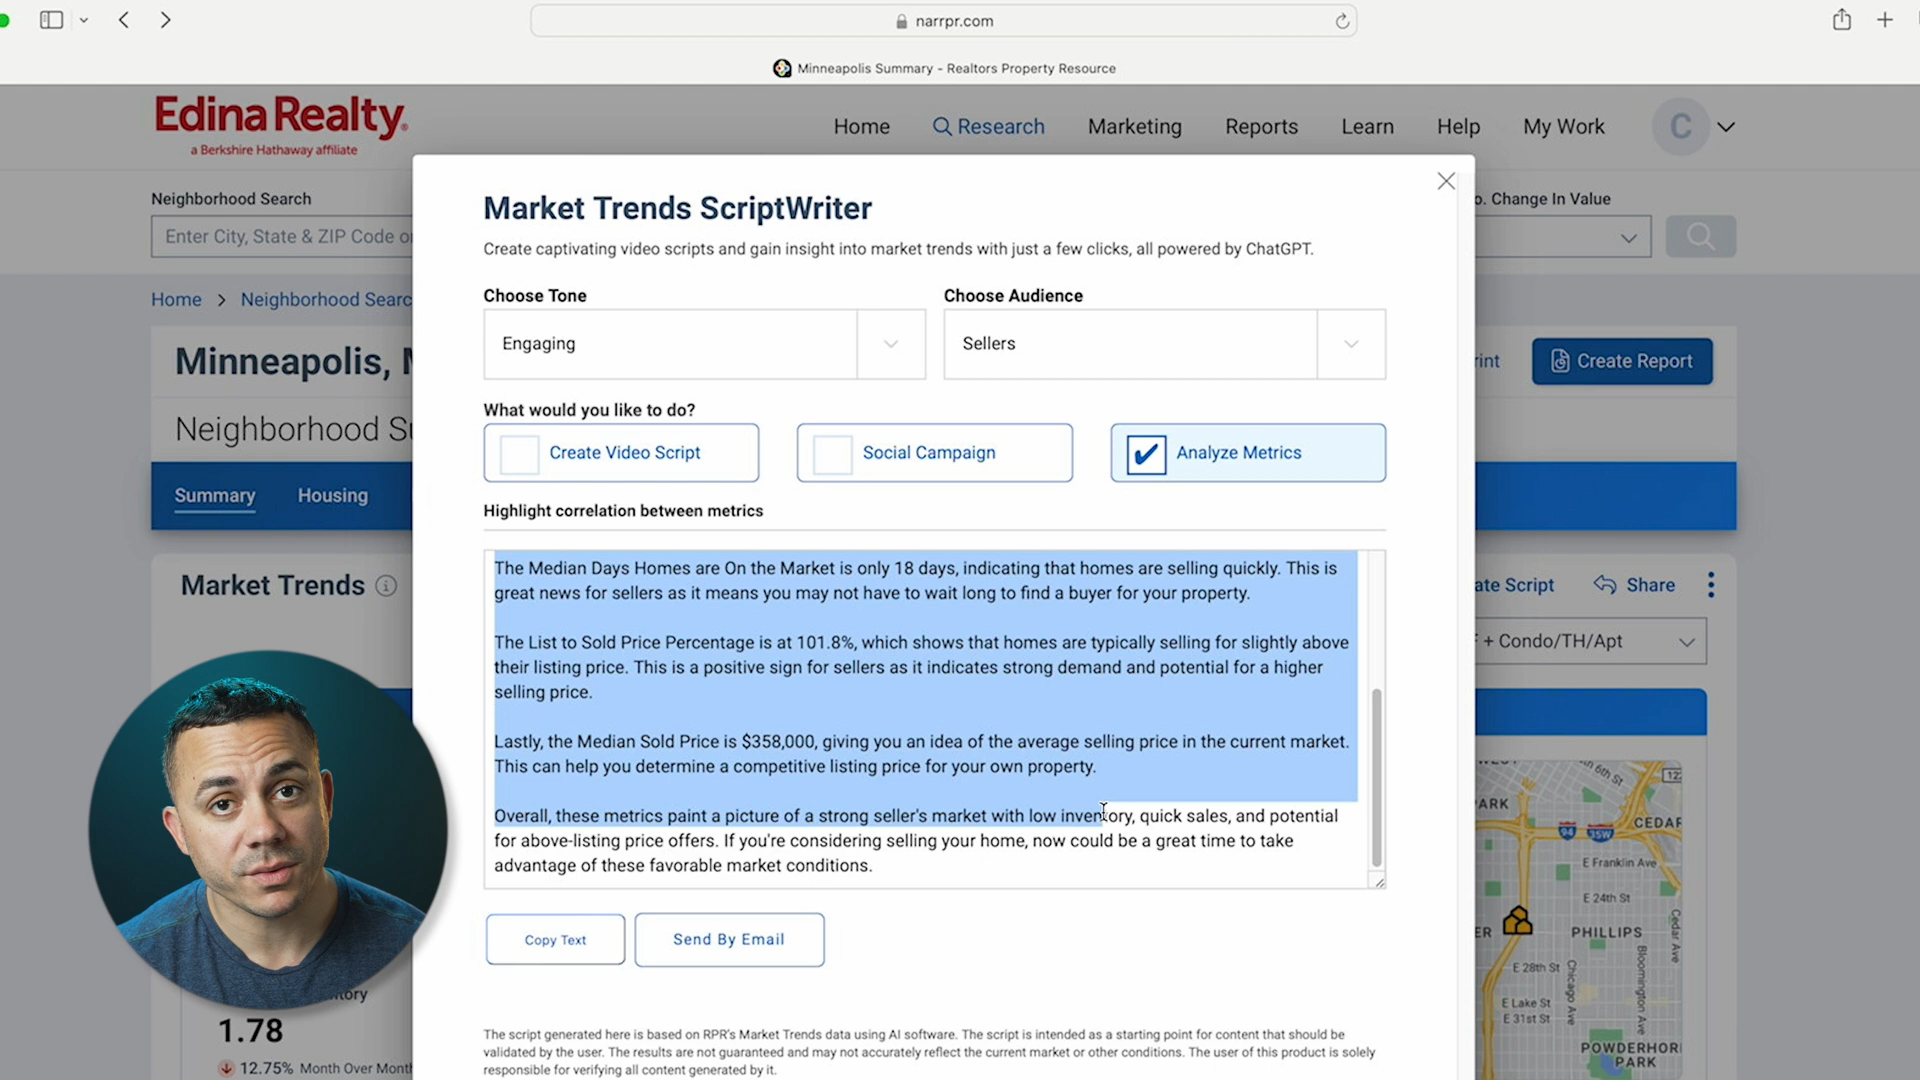 narrpr.com
Minneapolis Summary - Realtors Property Resource
Edina Realty®
a Berkshire Hathaway affiliate
Home Research Marketing Reports Learn Help My Work C
Neighborhood Search
o. Change In Value
Enter City, State & ZIP Code or
Home > Neighborhood Searc
Minneapolis, M
rint
Create Report
Neighborhood Su
Summary Housing
Market Trends
ate Script Share
F + Condo/TH/Apt
Market Trends ScriptWriter
Create captivating video scripts and gain insight into market trends with just a few clicks, all powered by ChatGPT.
Choose Tone Choose Audience
Engaging Sellers
What would you like to do?
Create Video Script Social Campaign Analyze Metrics
Highlight correlation between metrics
The Median Days Homes are On the Market is only 18 days, indicating that homes are selling quickly. This is
great news for sellers as it means you may not have to wait long to find a buyer for your property.
The List to Sold Price Percentage is at 101.8%, which shows that homes are typically selling for slightly above
their listing price. This is a positive sign for sellers as it indicates strong demand and potential for a higher
selling price.
Lastly, the Median Sold Price is $358,000, giving you an idea of the average selling price in the current market.
This can help you determine a competitive listing price for your own property.
Overall, these metrics paint a picture of a strong seller's market with low inventory, quick sales, and potential
for above-listing price offers. If you're considering selling your home, now could be a great time to take
advantage of these favorable market conditions.
Copy Text Send By Email
The script generated here is based on RPR's Market Trends data using AI software. The script is intended as a starting point for content that should be
validated by the user. The results are not guaranteed and may not accurately reflect the current market or other conditions. The user of this product is solely
responsible for verifying all content generated by it.
ntory
1.78
12.75% Month Over Mont
N 6th St
12
ARK
94
35W
CEDAR
E Franklin Ave
E 24th St
ER
PHILLIPS
Cedar Ave
E 28th St
Chicago Ave
Bloomington Ave
E Lake St
E 31st St
POWDERHOR
PARK